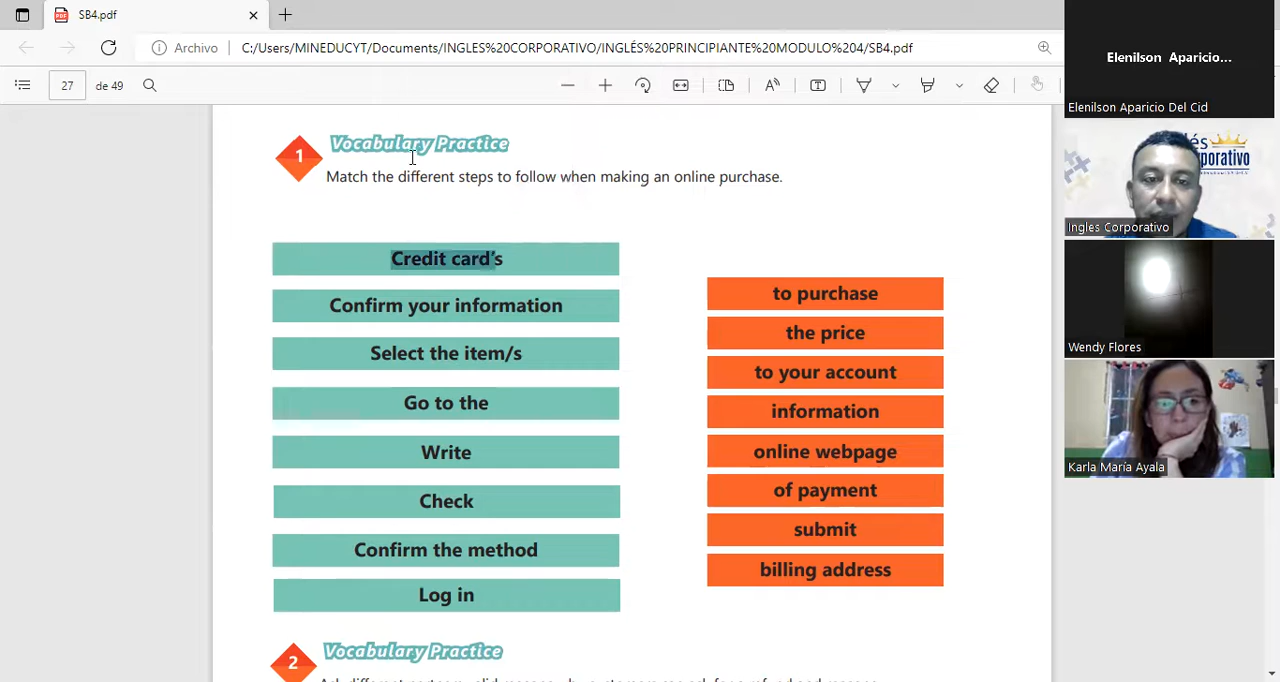 SB4.pdf
Archivo C:/Users/MINEDUCYT/Documents/INGLES%20CORPORATIVO/INGLÉS%20PRINCIPIANTE%20MODULO%204/SB4.pdf
27 de 49
1 Vocabulary Practice
Match the different steps to follow when making an online purchase.
Credit card's
Confirm your information
Select the item/s
Go to the
Write
Check
Confirm the method
Log in
to purchase
the price
to your account
information
online webpage
of payment
submit
billing address
2 Vocabulary Practice
Elenilson Aparicio...
Elenilson Aparicio Del Cid
Ingles Corporativo
Wendy Flores
Karla María Ayala